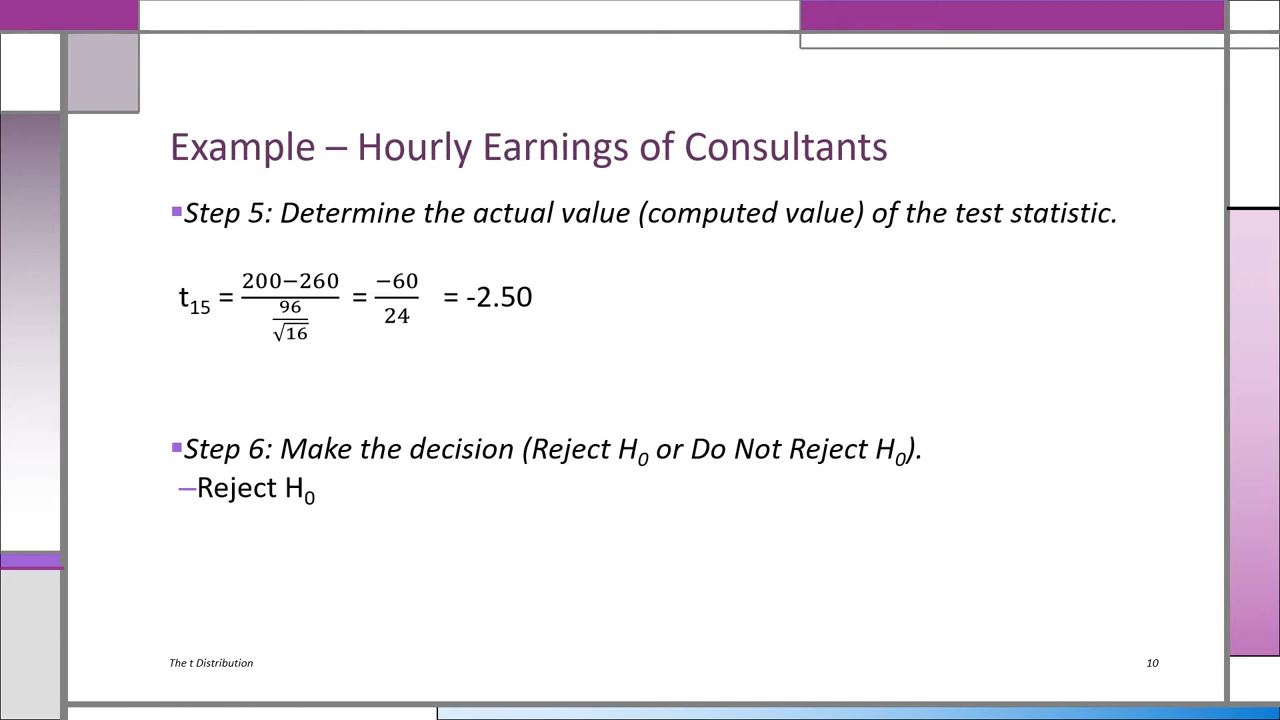 Example – Hourly Earnings of Consultants
▪Step 5: Determine the actual value (computed value) of the test statistic.
t₁₅ = (200−260)/(96/√16) = −60/24 = -2.50
▪Step 6: Make the decision (Reject H₀ or Do Not Reject H₀).
–Reject H₀
The t Distribution
10